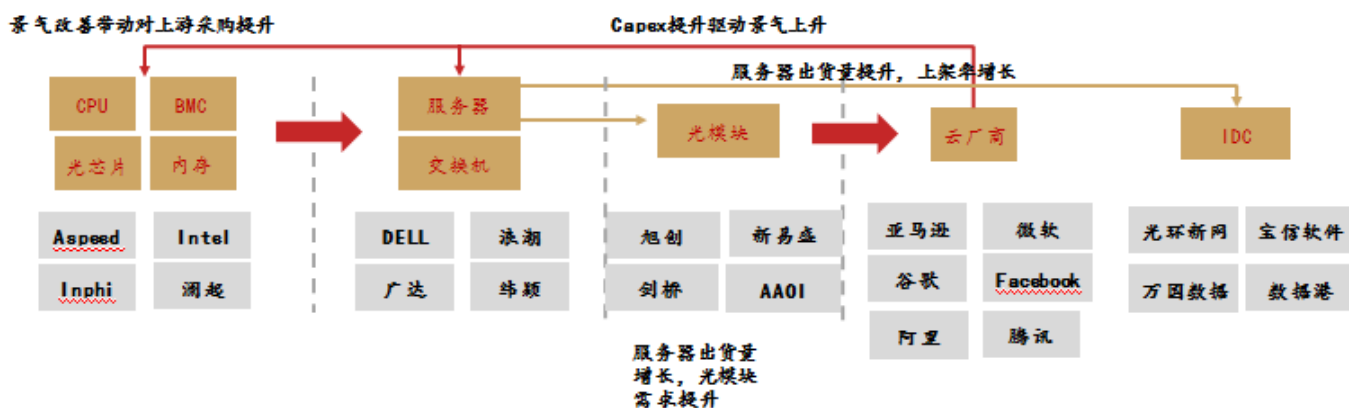 景气改善带动对上游采购提升
Capex提升驱动景气上升
服务器出货量提升，上架率增长
CPU
BMC
服务器
光模块
云厂商
IDC
光芯片
内存
交换机
Aspeed
Intel
DELL
浪潮
旭创
新易盛
亚马逊
微软
光环新网
宝信软件
Inphi
澜起
广达
纬颖
剑桥
AAOI
谷歌
Facebook
万国数据
数据港
阿里
腾讯
服务器出货量
增长，光模块
需求提升